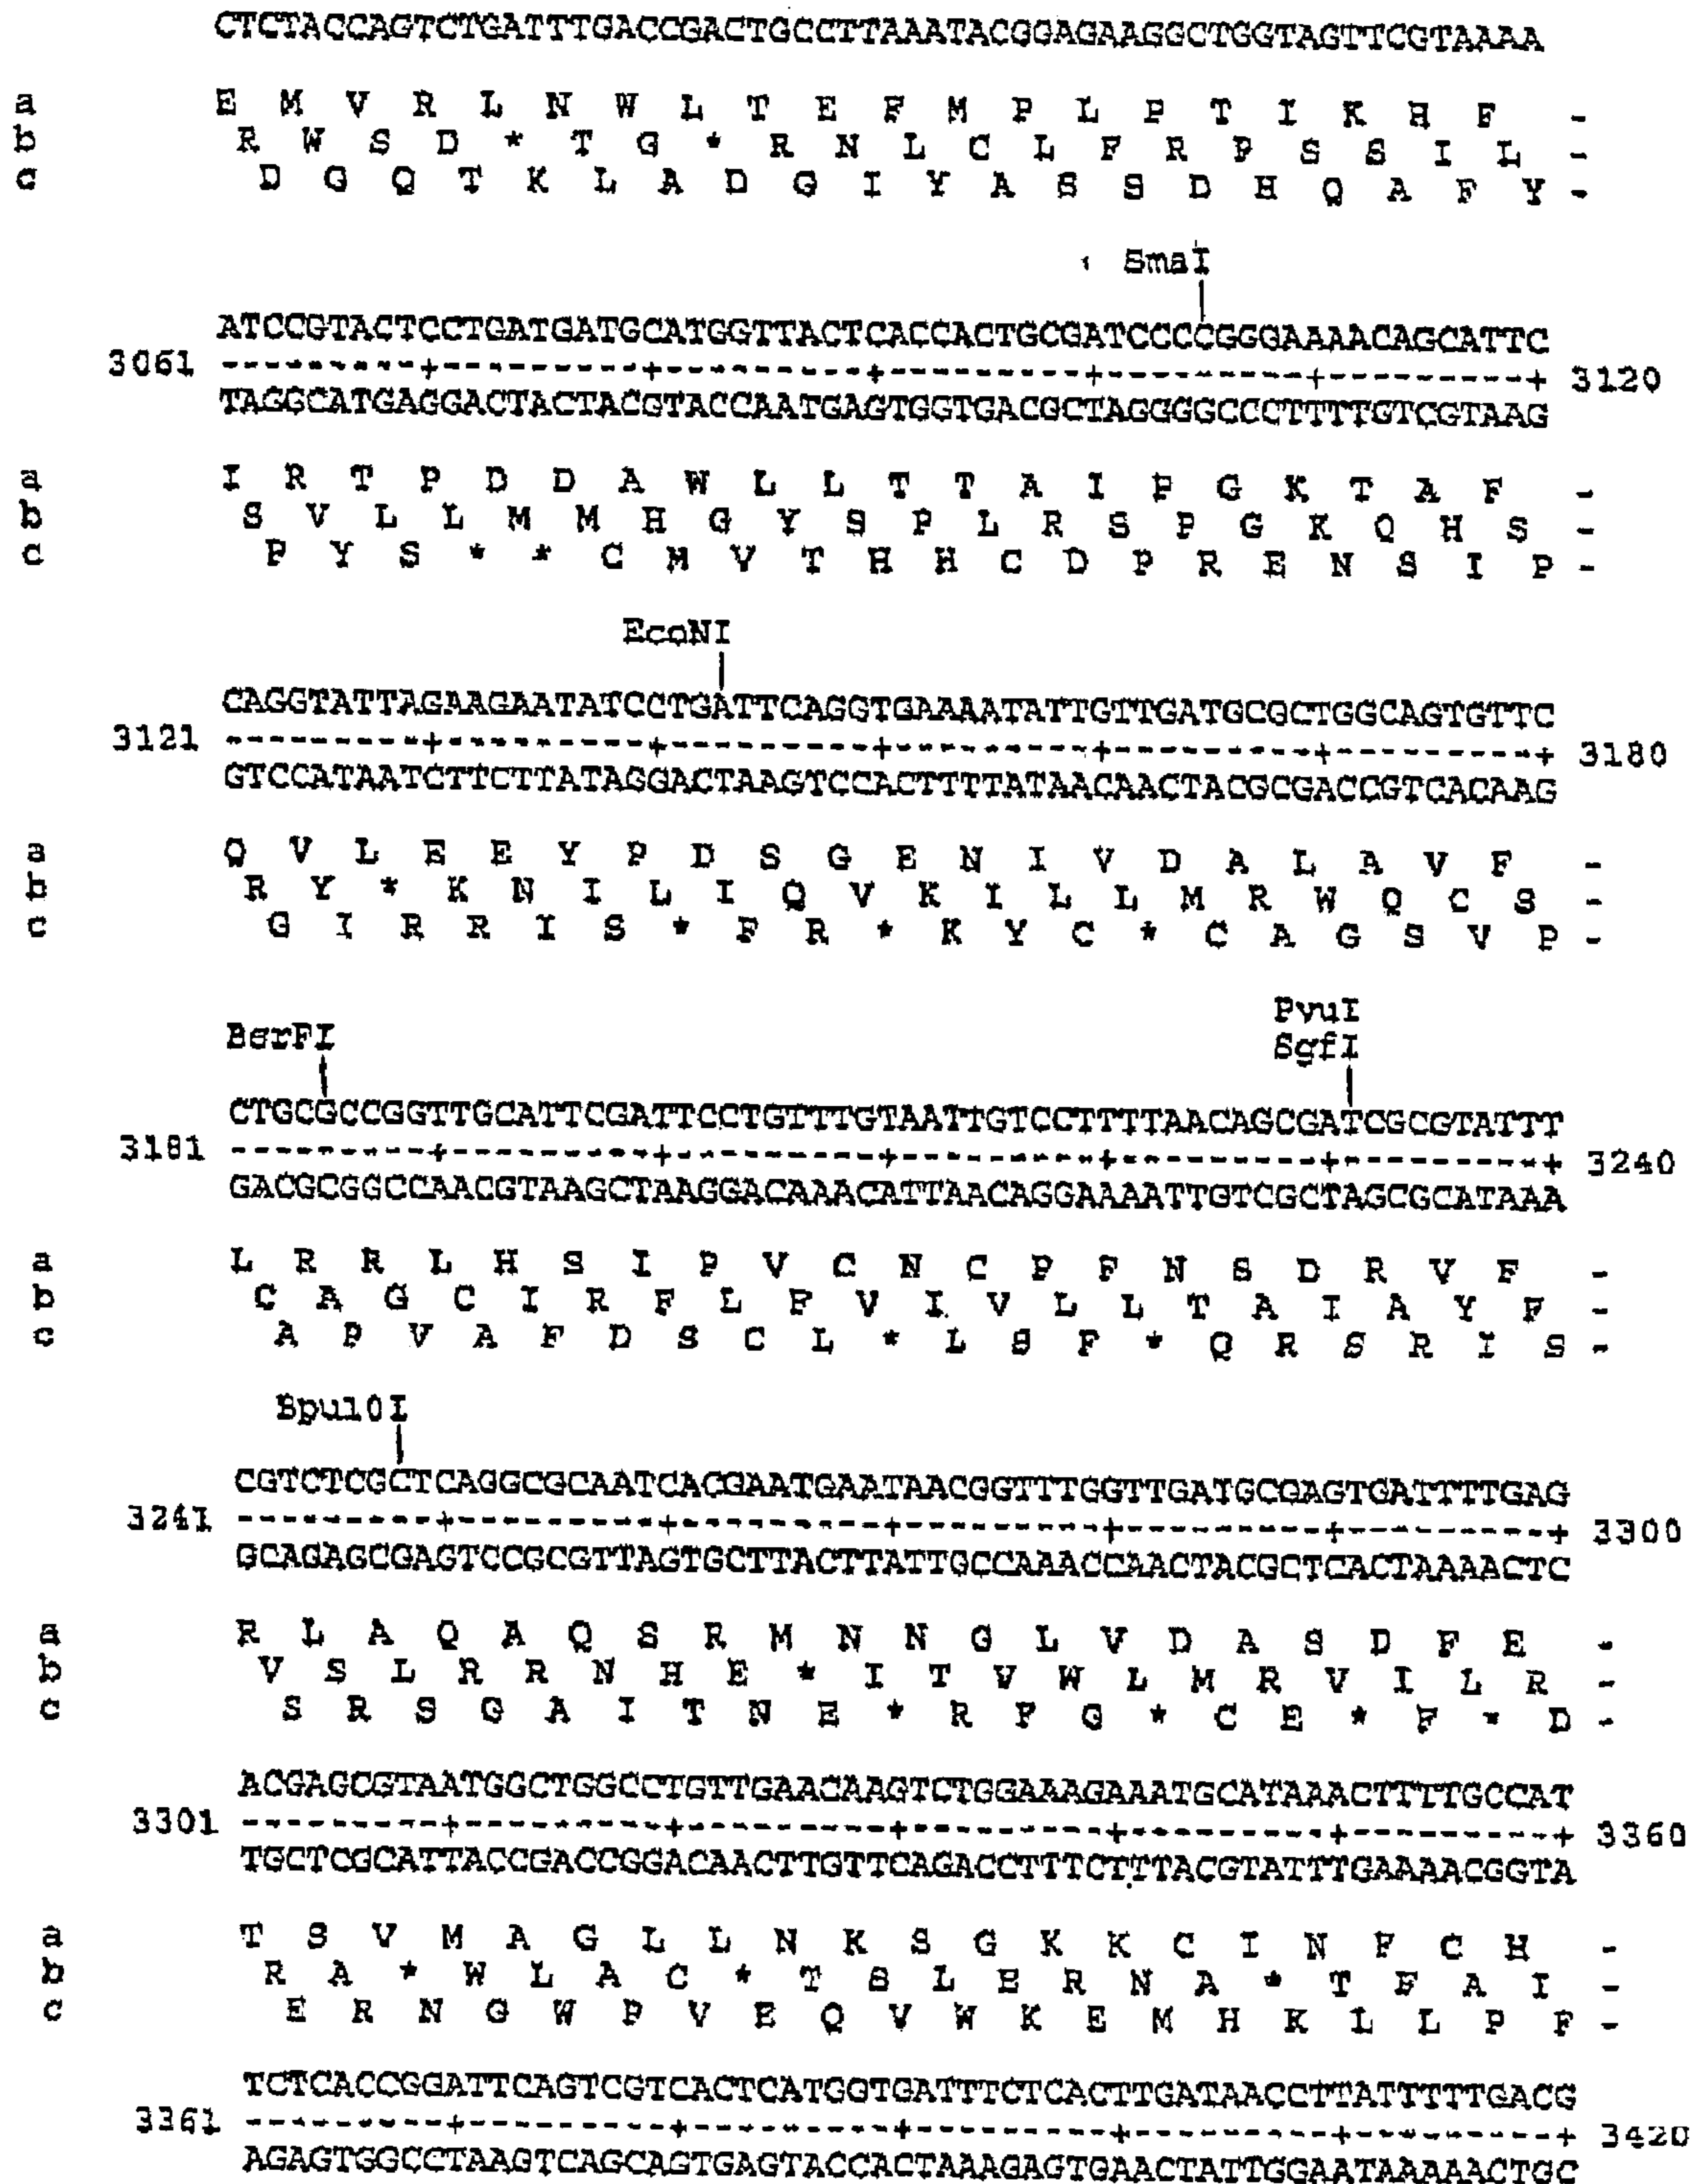 CTCTACCAGTCTGATTTGACCGACTGCCTTAAATACGGAGAAGGCTGGTAGTTCGTAAAA
a E M V R L N W L T E F M P L P T I K H F -
b R W S D * T G * R N L C L F R P S S I L -
c D G Q T K L A D G I Y A S S D H Q A F Y -
SmaI
ATCCGTACTCCTGATGATGCATGGTTACTCACCACTGCGATCCCCGGGAAAACAGCATTC
3061 ---------+---------+---------+---------+---------+---------+ 3120
TAGGCATGAGGACTACTACGTACCAATGAGTGGTGACGCTAGGGGCCCTTTTGTCGTAAG
a I R T P D D A W L L T T A I P G K T A F -
b S V L L M M H G Y S P L R S P G K Q H S -
c P Y S * * C M V T H H C D P R E N S I P -
EcoNI
CAGGTATTAGAAGAATATCCTGATTCAGGTGAAAATATTGTTGATGCGCTGGCAGTGTTC
3121 ---------+---------+---------+---------+---------+---------+ 3180
GTCCATAATCTTCTTATAGGACTAAGTCCACTTTTATAACAACTACGCGACCGTCACAAG
a Q V L E E Y P D S G E N I V D A L A V F -
b R Y * K N I L I Q V K I L L M R W Q C S -
c G I R R I S * F R * K Y C * C A G S V P -
PvuI
BsrFI SgfI
CTGCGCCGGTTGCATTCGATTCCTGTTTGTAATTGTCCTTTTAACAGCGATCGCGTATTT
3181 ---------+---------+---------+---------+---------+---------+ 3240
GACGCGGCCAACGTAAGCTAAGGACAAACATTAACAGGAAAATTGTCGCTAGCGCATAAA
a L R R L H S I P V C N C P F N S D R V F -
b C A G C I R F L F V I V L L T A I A Y F -
c A P V A F D S C L * L S F * Q R S R I S -
Bpu10I
CGTCTCGCTCAGGCGCAATCACGAATGAATAACGGTTTGGTTGATGCGAGTGATTTTGAG
3241 ---------+---------+---------+---------+---------+---------+ 3300
GCAGAGCGAGTCCGCGTTAGTGCTTACTTATTGCCAAACCAACTACGCTCACTAAAACTC
a R L A Q A Q S R M N N G L V D A S D F E -
b V S L R R N H E * I T V W L M R V I L R -
c S R S G A I T N E * R F G * C E * F * D -
ACGAGCGTAATGGCTGGCCTGTTGAACAAGTCTGGAAAGAAATGCATAAACTTTTGCCAT
3301 ---------+---------+---------+---------+---------+---------+ 3360
TGCTCGCATTACCGACCGGACAACTTGTTCAGACCTTTCTTTACGTATTTGAAAACGGTA
a T S V M A G L L N K S G K K C I N F C H -
b R A * W L A C * T S L E R N A * T F A I -
c E R N G W P V E Q V W K E M H K L L P F -
TCTCACCGGATTCAGTCGTCACTCATGGTGATTTCTCACTTGATAACCTTATTTTTGACG
3361 ---------+---------+---------+---------+---------+---------+ 3420
AGAGTGGCCTAAGTCAGCAGTGAGTACCACTAAAGAGTGAACTATTGGAATAAAAACTGC